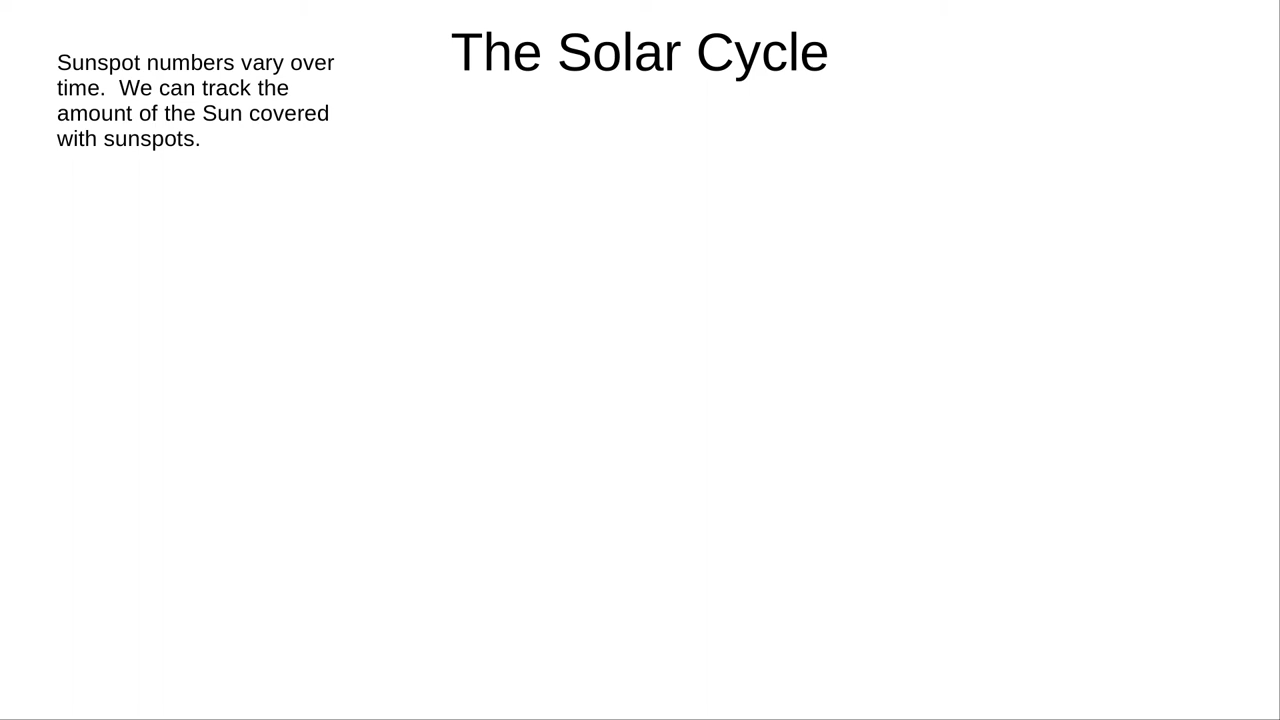 The Solar Cycle
Sunspot numbers vary over
time.  We can track the
amount of the Sun covered
with sunspots.